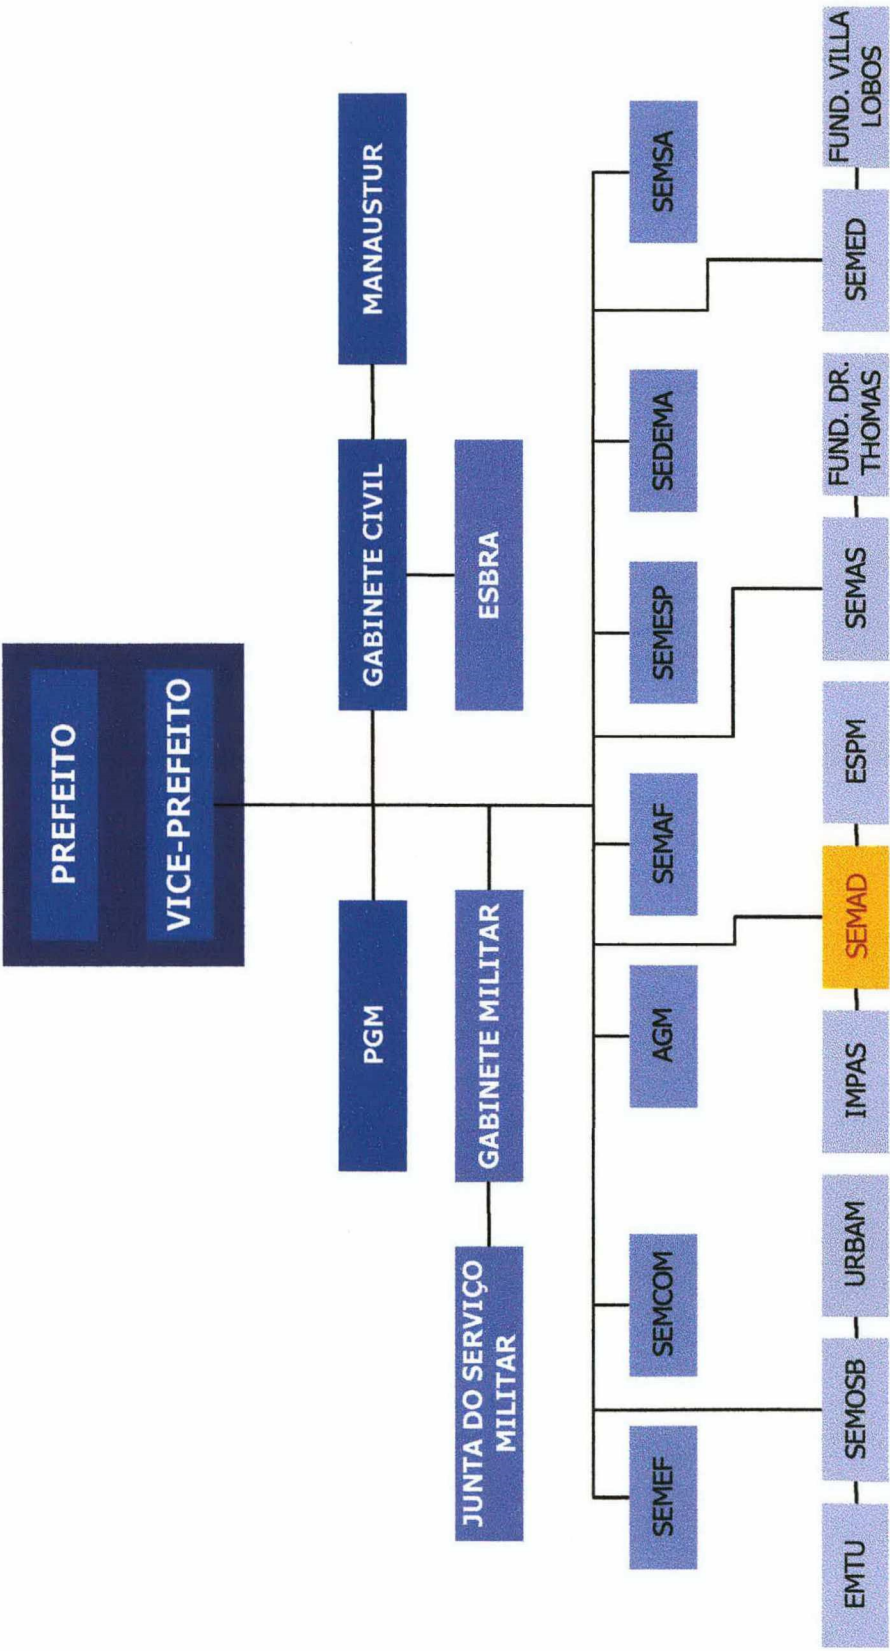 PREFEITO
VICE-PREFEITO
PGM
GABINETE CIVIL
MANAUSTUR
JUNTA DO SERVIÇO
MILITAR
GABINETE MILITAR
ESBRA
SEMEF
SEMCOM
AGM
SEMAF
SEMESP
SEDEMA
SEMSA
EMTU
SEMOSB
URBAM
IMPAS
SEMAD
ESPM
SEMAS
FUND. DR.
THOMAS
SEMED
FUND. VILLA
LOBOS